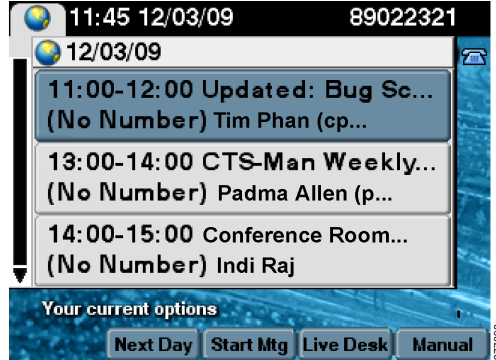 11:45 12/03/09 89022321
12/03/09
11:00-12:00 Updated: Bug Sc...
(No Number) Tim Phan (cp...
13:00-14:00 CTS-Man Weekly...
(No Number) Padma Allen (p...
14:00-15:00 Conference Room...
(No Number) Indi Raj
Your current options
Next Day Start Mtg Live Desk Manual